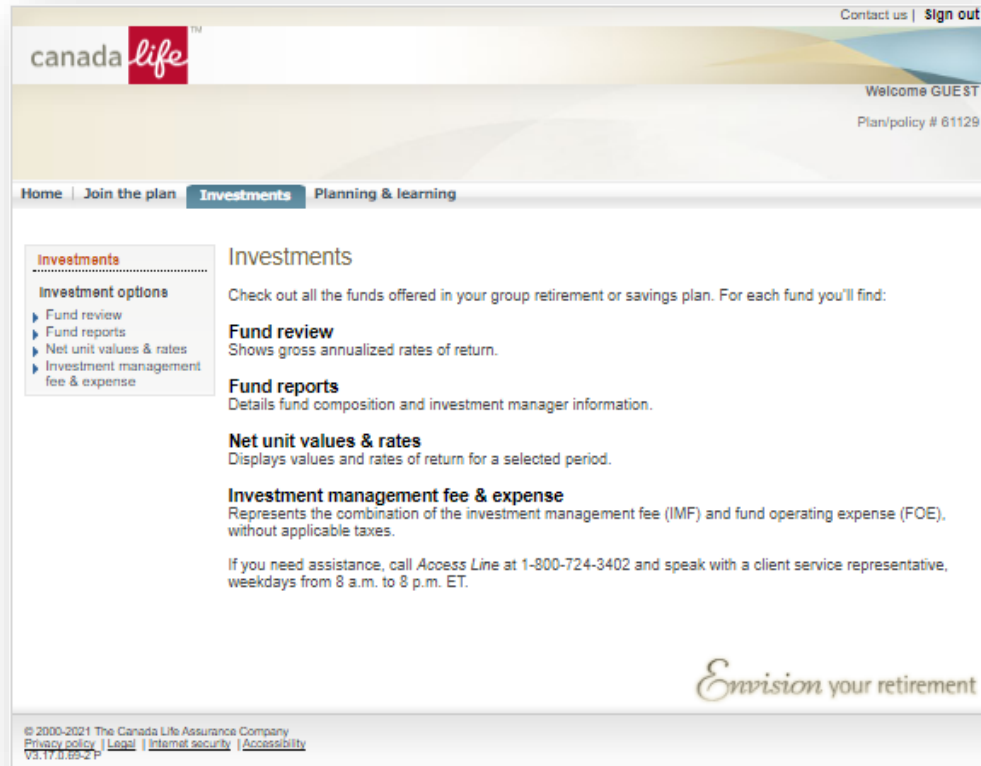 Contact us | Sign out
canada life TM
Welcome GUEST
Plan/policy # 61129
Home | Join the plan Investments Planning & learning
Investments
Investment options
Fund review
Fund reports
Net unit values & rates
Investment management
fee & expense
Investments
Check out all the funds offered in your group retirement or savings plan. For each fund you'll find:
Fund review
Shows gross annualized rates of return.
Fund reports
Details fund composition and investment manager information.
Net unit values & rates
Displays values and rates of return for a selected period.
Investment management fee & expense
Represents the combination of the investment management fee (IMF) and fund operating expense (FOE),
without applicable taxes.
If you need assistance, call Access Line at 1-800-724-3402 and speak with a client service representative,
weekdays from 8 a.m. to 8 p.m. ET.
Envision your retirement
© 2000-2021 The Canada Life Assurance Company
Privacy policy | Legal | Internet security | Accessibility
V3.17.0.69-2 P